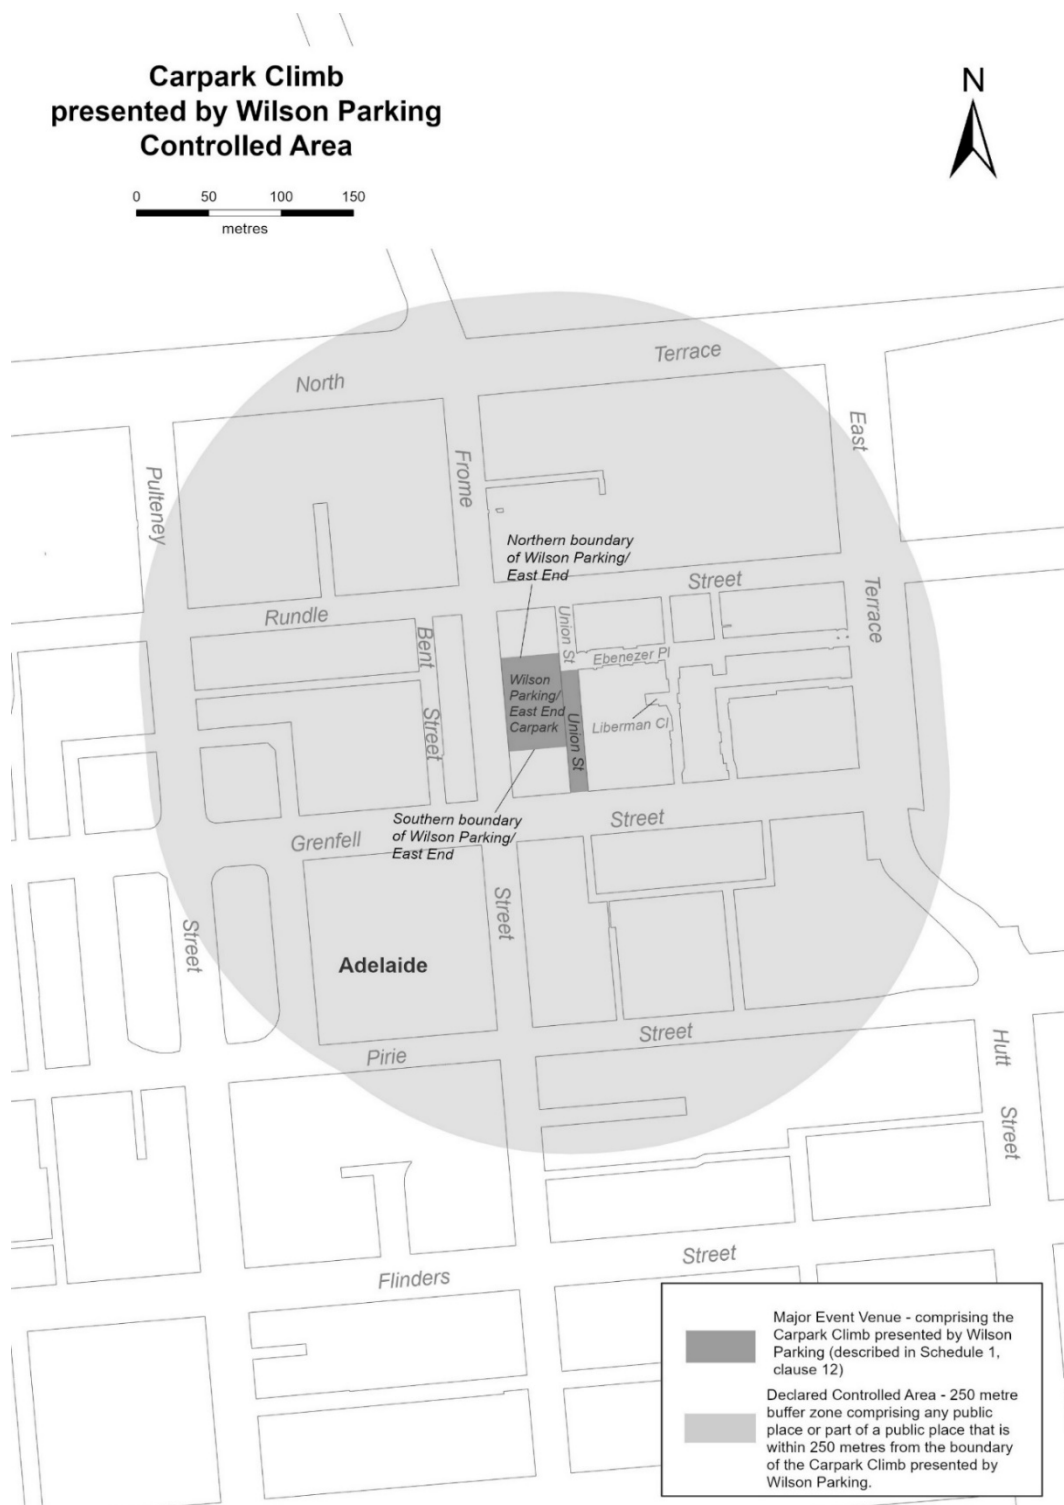 Carpark Climb
presented by Wilson Parking
Controlled Area
N
0 50 100 150
metres
North
Terrace
East
Pulteney
Frome
Northern boundary
of Wilson Parking/
East End
Street
Terrace
Rundle
Union St
Bent
Ebenezer Pl
Wilson
Parking/
East End
Carpark
Union St
Liberman Cl
Street
Southern boundary
of Wilson Parking/
East End
Street
Grenfell
Street
Street
Adelaide
Street
Pirie
Hutt
Street
Street
Flinders
Major Event Venue - comprising the
Carpark Climb presented by Wilson
Parking (described in Schedule 1,
clause 12)
Declared Controlled Area - 250 metre
buffer zone comprising any public
place or part of a public place that is
within 250 metres from the boundary
of the Carpark Climb presented by
Wilson Parking.